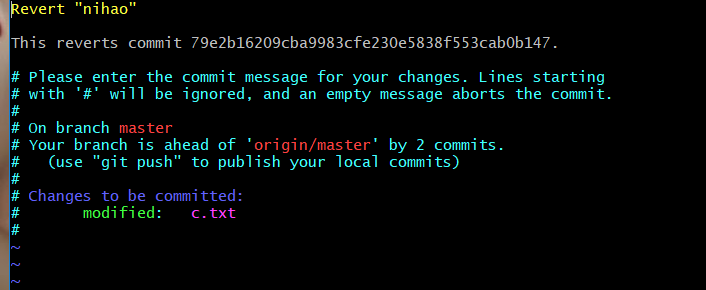 Revert "nihao"
This reverts commit 79e2b16209cba9983cfe230e5838f553cab0b147.
# Please enter the commit message for your changes. Lines starting
# with '#' will be ignored, and an empty message aborts the commit.
#
# On branch master
# Your branch is ahead of 'origin/master' by 2 commits.
#   (use "git push" to publish your local commits)
#
# Changes to be committed:
#       modified:   c.txt
#
~
~
~